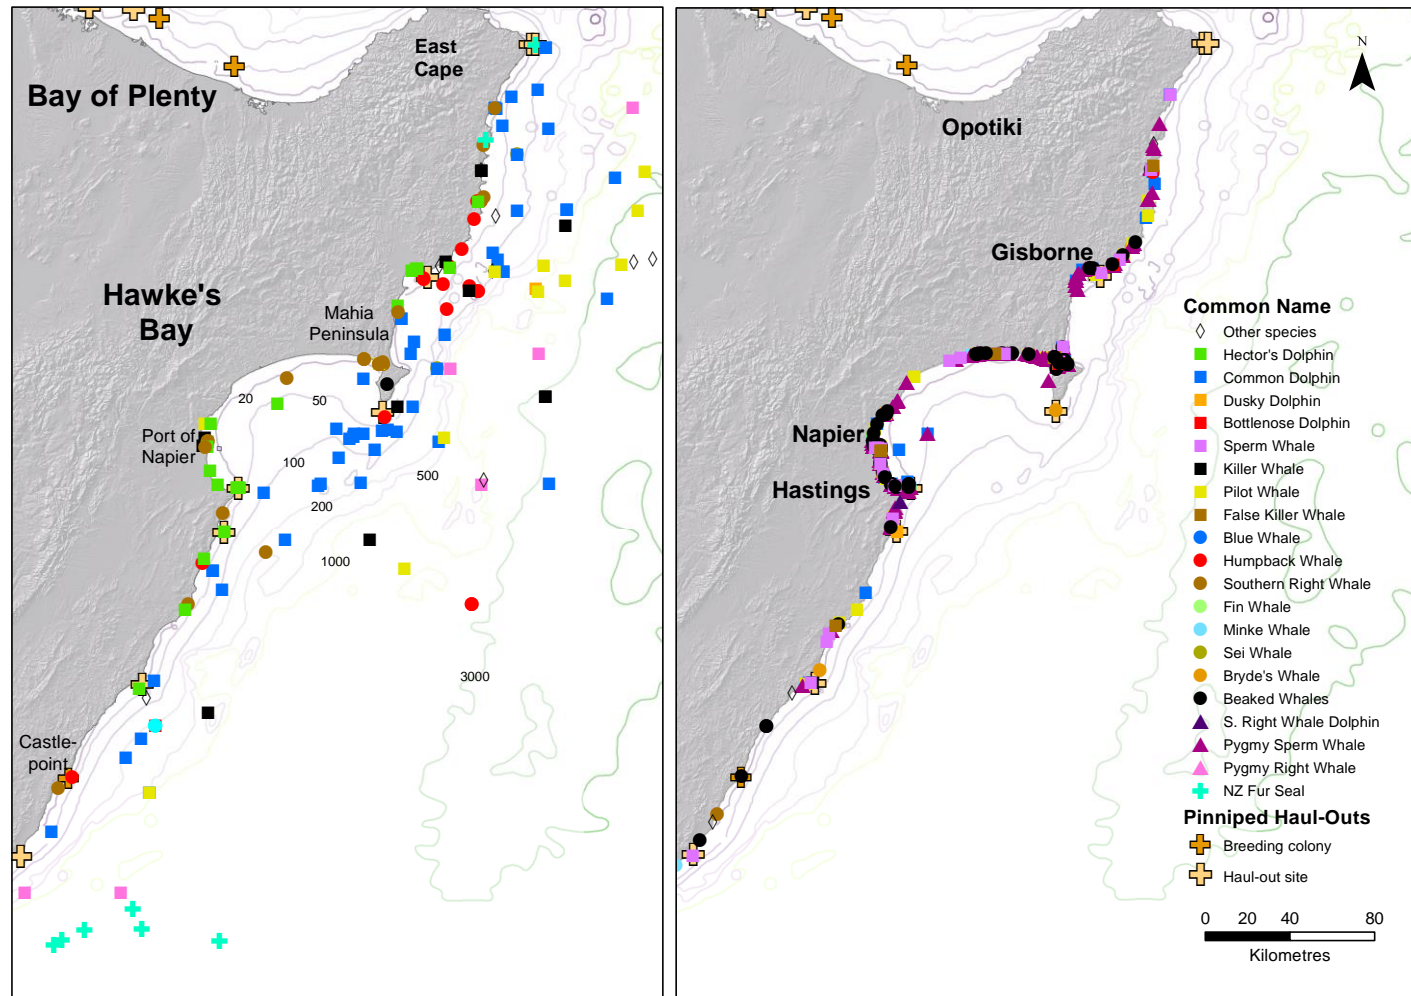 East
Cape
Bay of Plenty
Hawke's
Bay
Mahia
Peninsula
20
50
Port of
Napier
100
500
200
1000
3000
Castle-
point
N
Opotiki
Gisborne
Napier
Hastings
Common Name
Other species
Hector's Dolphin
Common Dolphin
Dusky Dolphin
Bottlenose Dolphin
Sperm Whale
Killer Whale
Pilot Whale
False Killer Whale
Blue Whale
Humpback Whale
Southern Right Whale
Fin Whale
Minke Whale
Sei Whale
Bryde's Whale
Beaked Whales
S. Right Whale Dolphin
Pygmy Sperm Whale
Pygmy Right Whale
NZ Fur Seal
Pinniped Haul-Outs
Breeding colony
Haul-out site
0 20 40 80
Kilometres